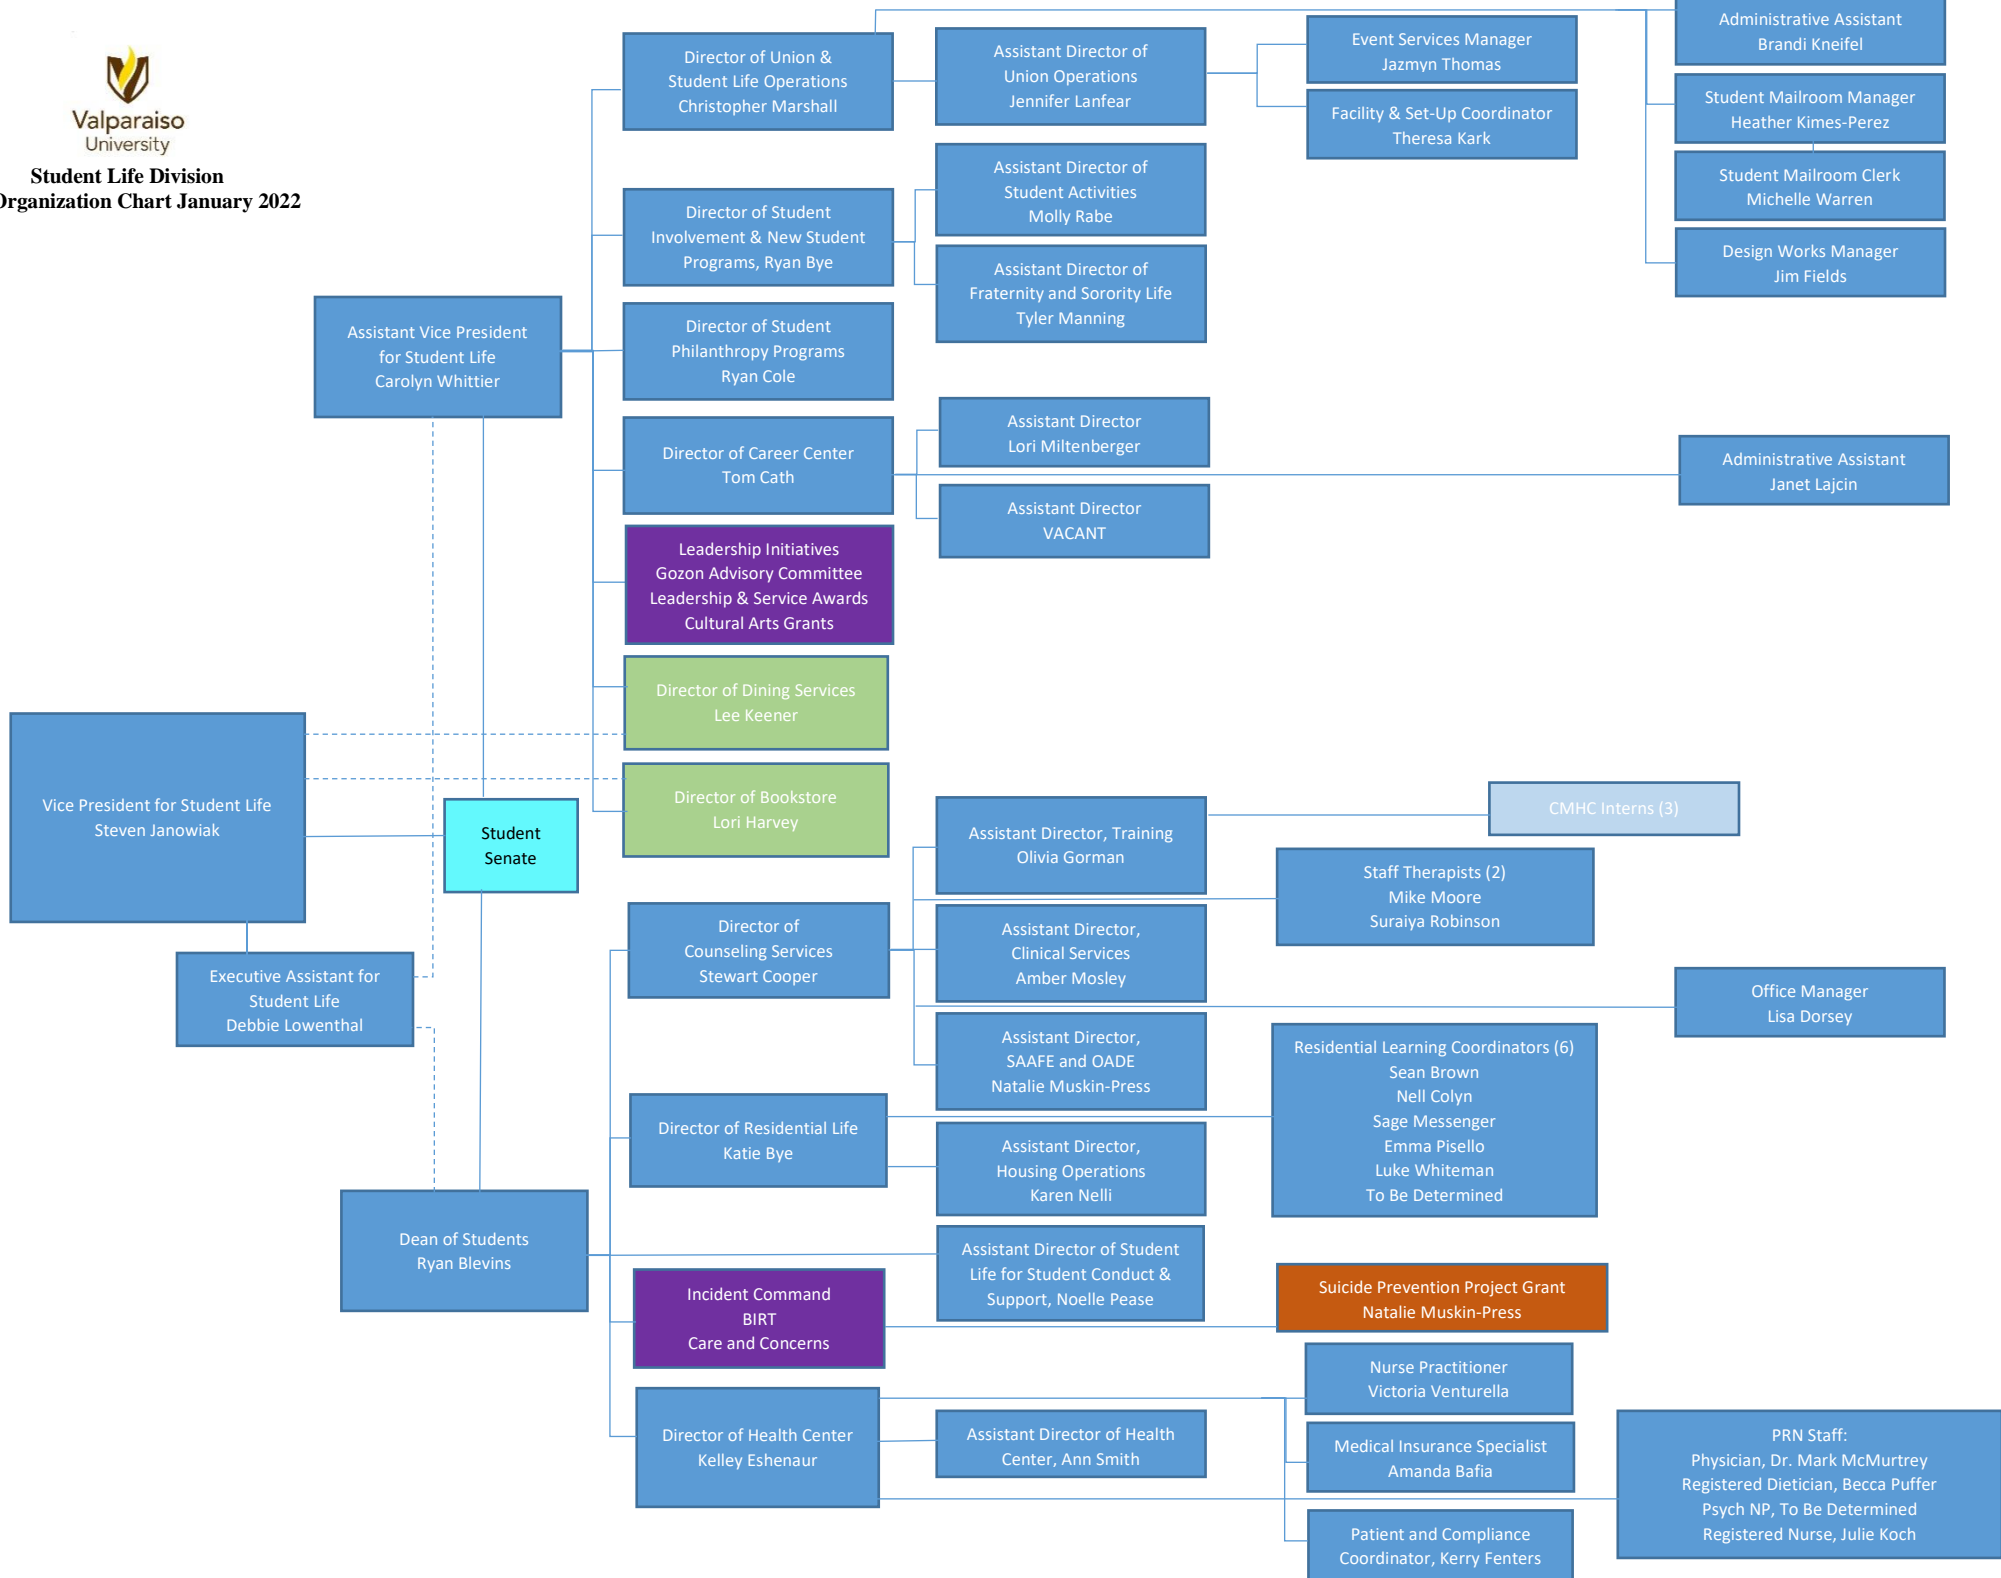 Valparaiso
University
Student Life Division
Organization Chart January 2022
Director of Union &
Student Life Operations
Christopher Marshall
Assistant Director of
Union Operations
Jennifer Lanfear
Event Services Manager
Jazmyn Thomas
Facility & Set-Up Coordinator
Theresa Kark
Administrative Assistant
Brandi Kneifel
Student Mailroom Manager
Heather Kimes-Perez
Student Mailroom Clerk
Michelle Warren
Design Works Manager
Jim Fields
Director of Student
Involvement & New Student
Programs, Ryan Bye
Assistant Director of
Student Activities
Molly Rabe
Assistant Director of
Fraternity and Sorority Life
Tyler Manning
Assistant Vice President
for Student Life
Carolyn Whittier
Director of Student
Philanthropy Programs
Ryan Cole
Director of Career Center
Tom Cath
Assistant Director
Lori Miltenberger
Assistant Director
VACANT
Administrative Assistant
Janet Lajcin
Leadership Initiatives
Gozon Advisory Committee
Leadership & Service Awards
Cultural Arts Grants
Director of Dining Services
Lee Keener
Director of Bookstore
Lori Harvey
Vice President for Student Life
Steven Janowiak
Student
Senate
Executive Assistant for
Student Life
Debbie Lowenthal
Director of
Counseling Services
Stewart Cooper
Assistant Director, Training
Olivia Gorman
CMHC Interns (3)
Staff Therapists (2)
Mike Moore
Suraiya Robinson
Assistant Director,
Clinical Services
Amber Mosley
Office Manager
Lisa Dorsey
Assistant Director,
SAAFE and OADE
Natalie Muskin-Press
Director of Residential Life
Katie Bye
Residential Learning Coordinators (6)
Sean Brown
Nell Colyn
Sage Messenger
Emma Pisello
Luke Whiteman
To Be Determined
Assistant Director,
Housing Operations
Karen Nelli
Dean of Students
Ryan Blevins
Assistant Director of Student
Life for Student Conduct &
Support, Noelle Pease
Incident Command
BIRT
Care and Concerns
Suicide Prevention Project Grant
Natalie Muskin-Press
Director of Health Center
Kelley Eshenaur
Assistant Director of Health
Center, Ann Smith
Nurse Practitioner
Victoria Venturella
Medical Insurance Specialist
Amanda Bafia
Patient and Compliance
Coordinator, Kerry Fenters
PRN Staff:
Physician, Dr. Mark McMurtrey
Registered Dietician, Becca Puffer
Psych NP, To Be Determined
Registered Nurse, Julie Koch